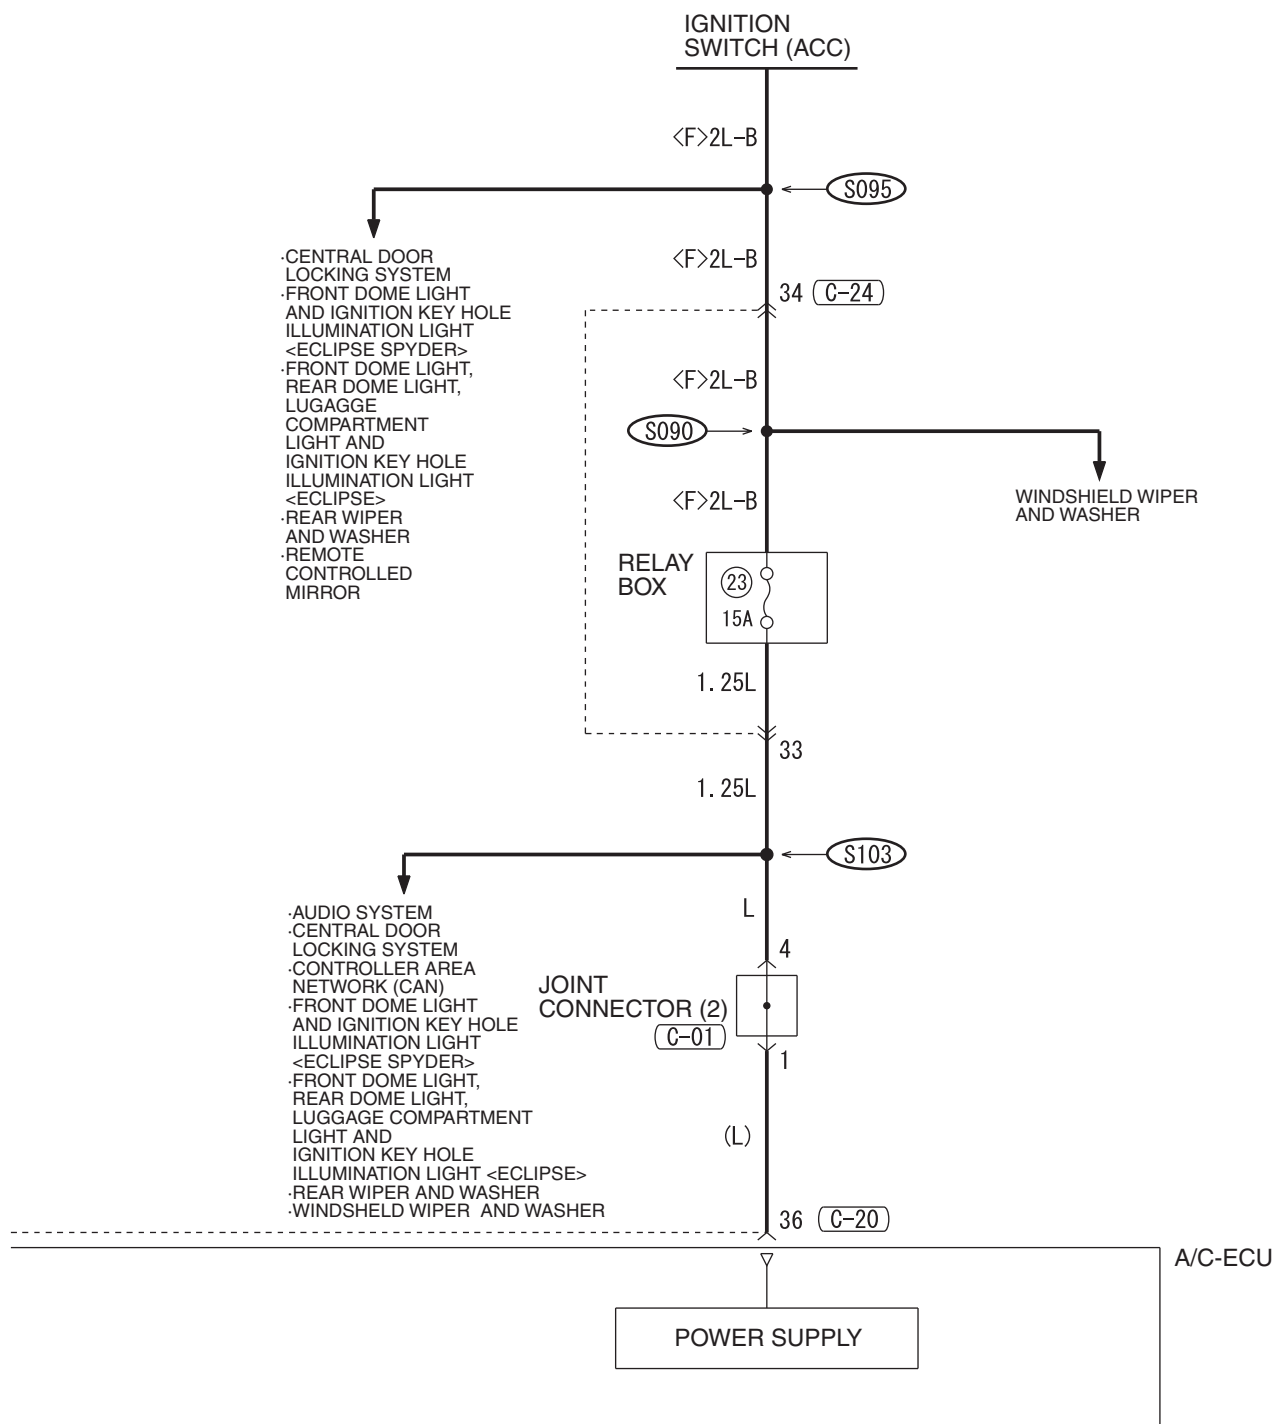 IGNITION
SWITCH (ACC)
<F>2L-B
S095
<F>2L-B
34 C-24
·CENTRAL DOOR
LOCKING SYSTEM
·FRONT DOME LIGHT
AND IGNITION KEY HOLE
ILLUMINATION LIGHT
<ECLIPSE SPYDER>
·FRONT DOME LIGHT,
REAR DOME LIGHT,
LUGAGGE
COMPARTMENT
LIGHT AND
IGNITION KEY HOLE
ILLUMINATION LIGHT
<ECLIPSE>
·REAR WIPER
AND WASHER
·REMOTE
CONTROLLED
MIRROR
<F>2L-B
S090
<F>2L-B
WINDSHIELD WIPER
AND WASHER
RELAY
BOX
23
15A
1.25L
33
1.25L
S103
L
4
·AUDIO SYSTEM
·CENTRAL DOOR
LOCKING SYSTEM
·CONTROLLER AREA
NETWORK (CAN)
·FRONT DOME LIGHT
AND IGNITION KEY HOLE
ILLUMINATION LIGHT
<ECLIPSE SPYDER>
·FRONT DOME LIGHT,
REAR DOME LIGHT,
LUGGAGE COMPARTMENT
LIGHT AND
IGNITION KEY HOLE
ILLUMINATION LIGHT <ECLIPSE>
·REAR WIPER AND WASHER
·WINDSHELD WIPER AND WASHER
JOINT
CONNECTOR (2)
C-01
1
(L)
36 C-20
A/C-ECU
POWER SUPPLY